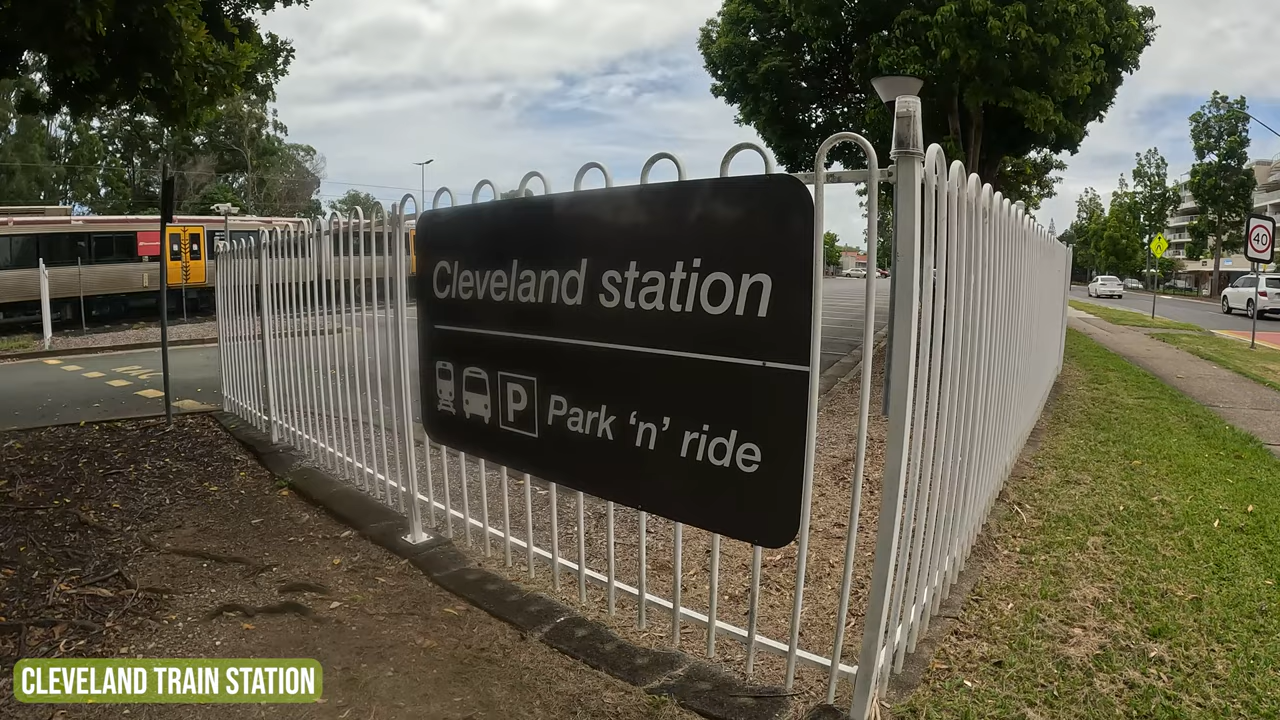 Cleveland station
P Park ‘n’ ride
40
CLEVELAND TRAIN STATION